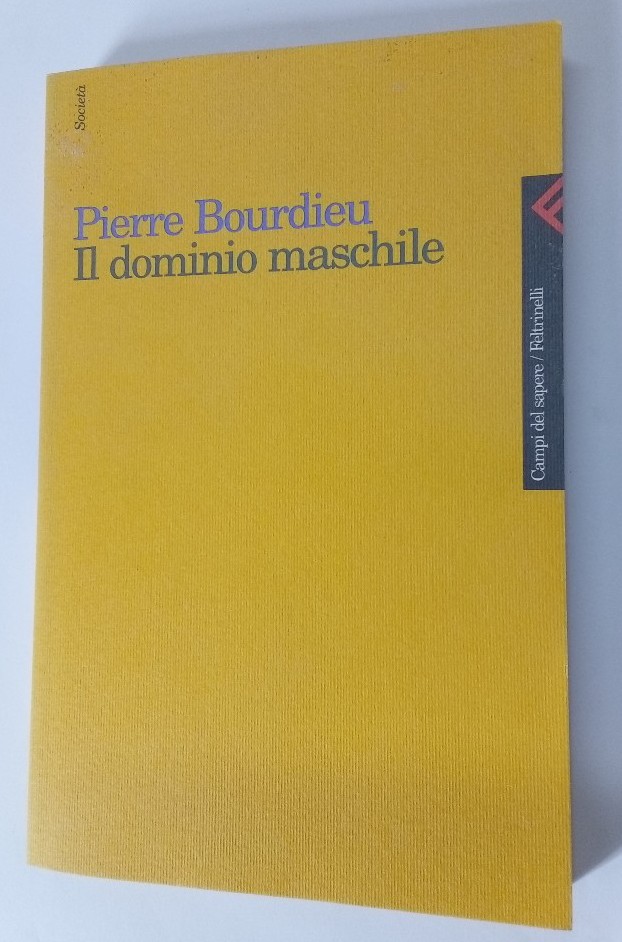 Società
Pierre Bourdieu
Il dominio maschile
Campi del sapere / Feltrinelli